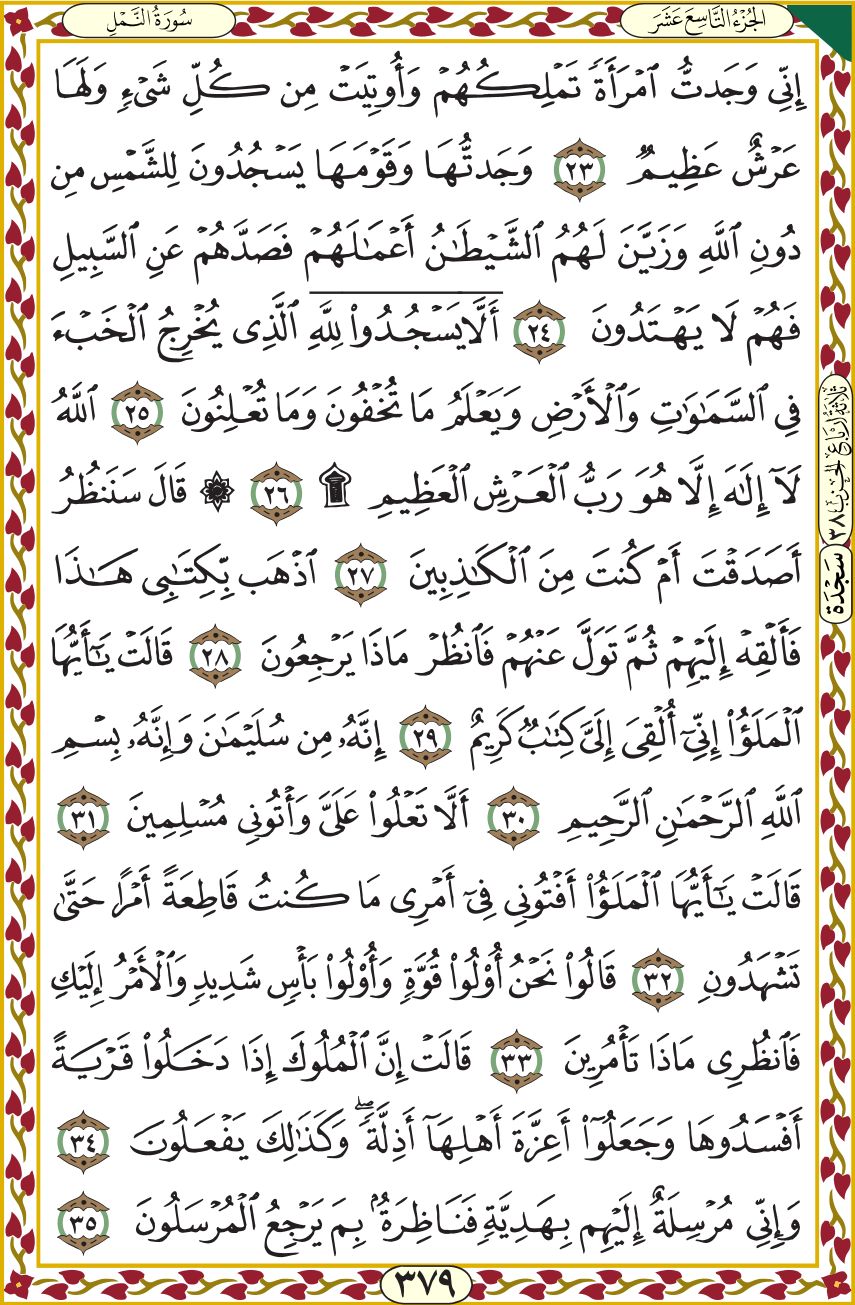 سُورَةُ النَّمْلِ
الجُزْءُ التَّاسِعَ عَشَرَ
إِنِّي وَجَدتُّ ٱمْرَأَةً تَمْلِكُهُمْ وَأُوتِيَتْ مِن كُلِّ شَىْءٍ وَلَهَا
عَرْشٌ عَظِيمٌ ٢٣ وَجَدتُّهَا وَقَوْمَهَا يَسْجُدُونَ لِلشَّمْسِ مِن
دُونِ ٱللَّهِ وَزَيَّنَ لَهُمُ ٱلشَّيْطَٰنُ أَعْمَٰلَهُمْ فَصَدَّهُمْ عَنِ ٱلسَّبِيلِ
فَهُمْ لَا يَهْتَدُونَ ٢٤ أَلَّا يَسْجُدُوا۟ لِلَّهِ ٱلَّذِى يُخْرِجُ ٱلْخَبْءَ
فِي ٱلسَّمَٰوَٰتِ وَٱلْأَرْضِ وَيَعْلَمُ مَا تُخْفُونَ وَمَا تُعْلِنُونَ ٢٥ ٱللَّهُ
لَآ إِلَٰهَ إِلَّا هُوَ رَبُّ ٱلْعَرْشِ ٱلْعَظِيمِ ۩ ٢٦ ۞ قَالَ سَنَنظُرُ
أَصَدَقْتَ أَمْ كُنتَ مِنَ ٱلْكَٰذِبِينَ ٢٧ ٱذْهَب بِّكِتَٰبِى هَٰذَا
فَأَلْقِهْ إِلَيْهِمْ ثُمَّ تَوَلَّ عَنْهُمْ فَٱنظُرْ مَاذَا يَرْجِعُونَ ٢٨ قَالَتْ يَٰٓأَيُّهَا
ٱلْمَلَؤُا۟ إِنِّىٓ أُلْقِىَ إِلَىَّ كِتَٰبٌ كَرِيمٌ ٢٩ إِنَّهُۥ مِن سُلَيْمَٰنَ وَإِنَّهُۥ بِسْمِ
ٱللَّهِ ٱلرَّحْمَٰنِ ٱلرَّحِيمِ ٣٠ أَلَّا تَعْلُوا۟ عَلَىَّ وَأْتُونِى مُسْلِمِينَ ٣١
قَالَتْ يَٰٓأَيُّهَا ٱلْمَلَؤُا۟ أَفْتُونِى فِىٓ أَمْرِى مَا كُنتُ قَاطِعَةً أَمْرًا حَتَّىٰ
تَشْهَدُونِ ٣٢ قَالُوا۟ نَحْنُ أُو۟لُوا۟ قُوَّةٍ وَأُو۟لُوا۟ بَأْسٍ شَدِيدٍ وَٱلْأَمْرُ إِلَيْكِ
فَٱنظُرِى مَاذَا تَأْمُرِينَ ٣٣ قَالَتْ إِنَّ ٱلْمُلُوكَ إِذَا دَخَلُوا۟ قَرْيَةً
أَفْسَدُوهَا وَجَعَلُوٓا۟ أَعِزَّةَ أَهْلِهَآ أَذِلَّةً ۖ وَكَذَٰلِكَ يَفْعَلُونَ ٣٤
وَإِنِّى مُرْسِلَةٌ إِلَيْهِم بِهَدِيَّةٍ فَنَاظِرَةٌۢ بِمَ يَرْجِعُ ٱلْمُرْسَلُونَ ٣٥
ثَلَاثَةُ أَرْبَاعِ الحِزْبِ ٣٨
سَجْدَة
٣٧٩